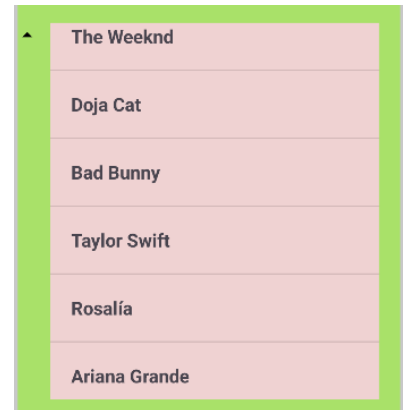 The Weeknd
Doja Cat
Bad Bunny
Taylor Swift
Rosalía
Ariana Grande